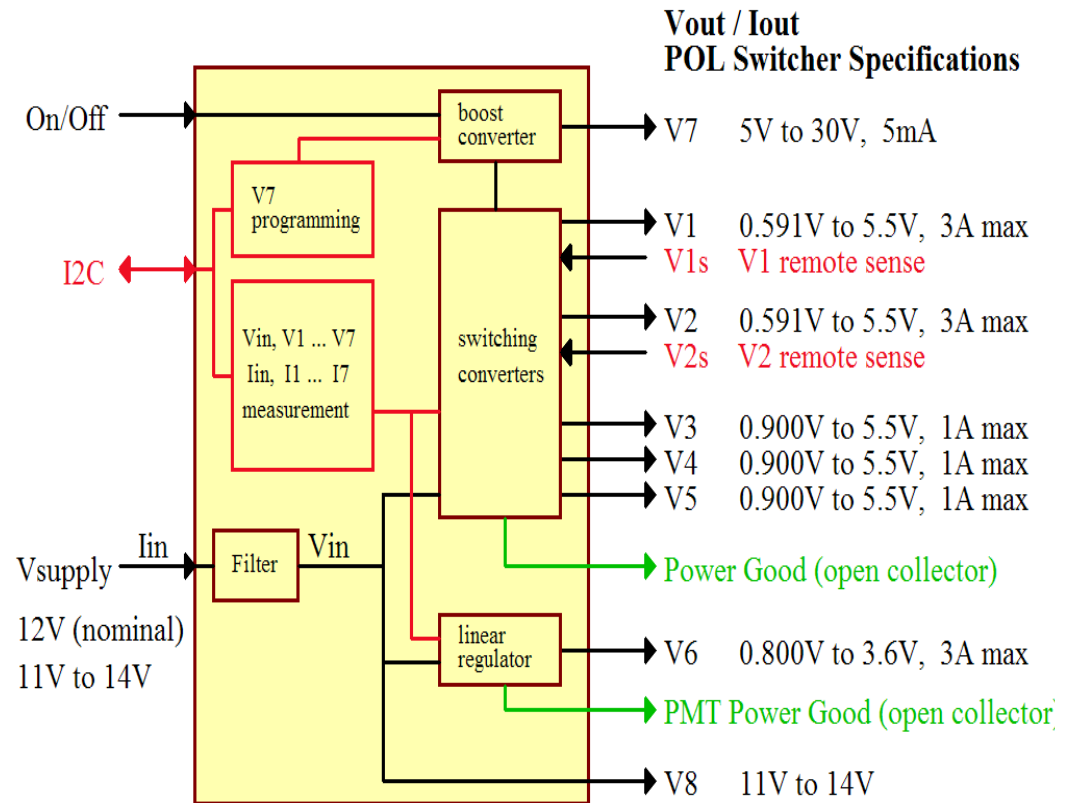 Vout / Iout
POL Switcher Specifications
On/Off
boost
converter
V7 5V to 30V, 5mA
V7
programming
V1 0.591V to 5.5V, 3A max
V1s V1 remote sense
I2C
V2 0.591V to 5.5V, 3A max
V2s V2 remote sense
Vin, V1 ... V7
Iin, I1 ... I7
measurement
switching
converters
V3 0.900V to 5.5V, 1A max
V4 0.900V to 5.5V, 1A max
V5 0.900V to 5.5V, 1A max
Iin
Vin
Filter
Vsupply
12V (nominal)
11V to 14V
Power Good (open collector)
linear
regulator
V6 0.800V to 3.6V, 3A max
PMT Power Good (open collector)
V8 11V to 14V